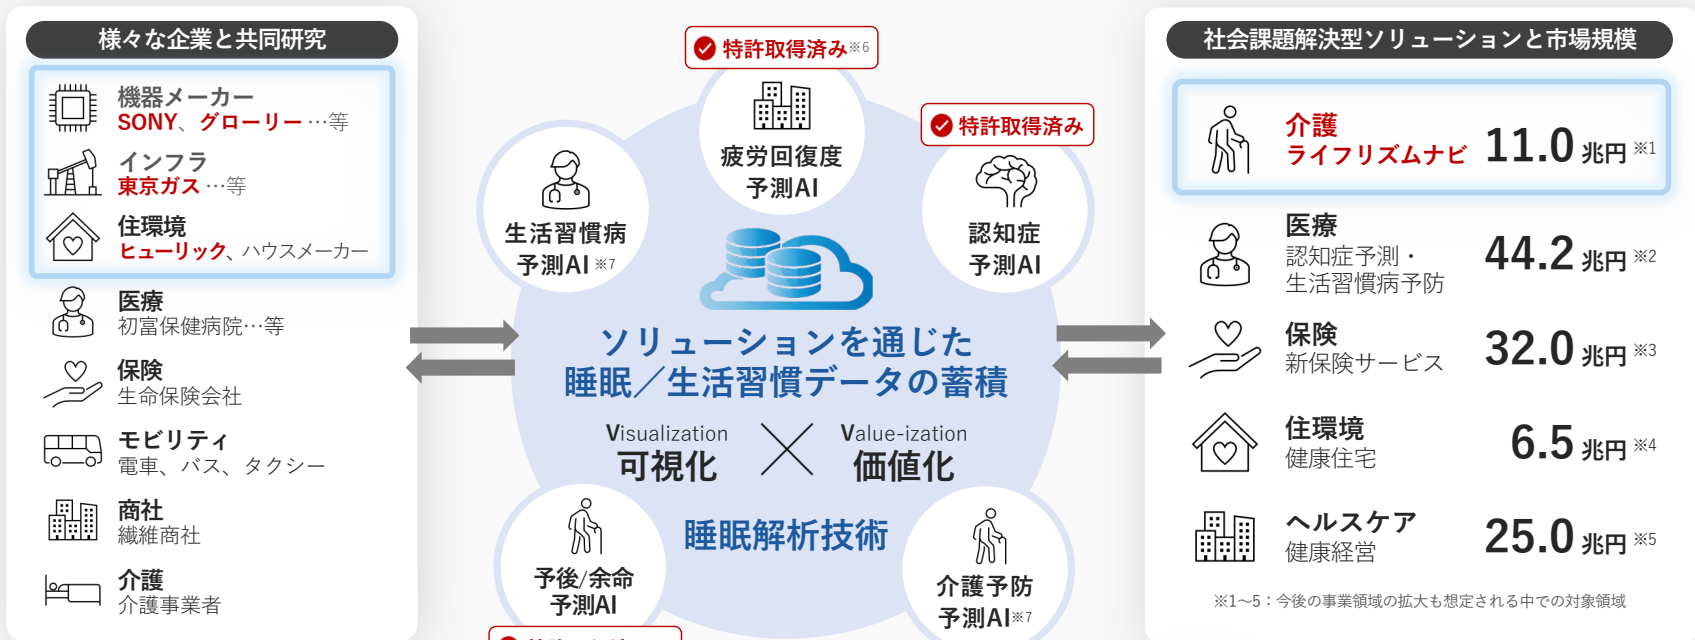 様々な企業と共同研究
機器メーカー
SONY、グローリー…等
インフラ
東京ガス…等
住環境
ヒューリック、ハウスメーカー
医療
初富保健病院…等
保険
生命保険会社
モビリティ
電車、バス、タクシー
商社
繊維商社
介護
介護事業者
特許取得済み※6
疲労回復度
予測AI
特許取得済み
認知症
予測AI
生活習慣病
予測AI ※7
ソリューションを通じた
睡眠／生活習慣データの蓄積
Visualization
可視化
Value-ization
価値化
睡眠解析技術
予後/余命
予測AI
介護予防
予測AI※7
社会課題解決型ソリューションと市場規模
介護
ライフリズムナビ
11.0 兆円 ※1
医療
認知症予測・
生活習慣病予防
44.2 兆円 ※2
保険
新保険サービス
32.0 兆円 ※3
住環境
健康住宅
6.5 兆円 ※4
ヘルスケア
健康経営
25.0 兆円 ※5
※1～5：今後の事業領域の拡大も想定される中での対象領域